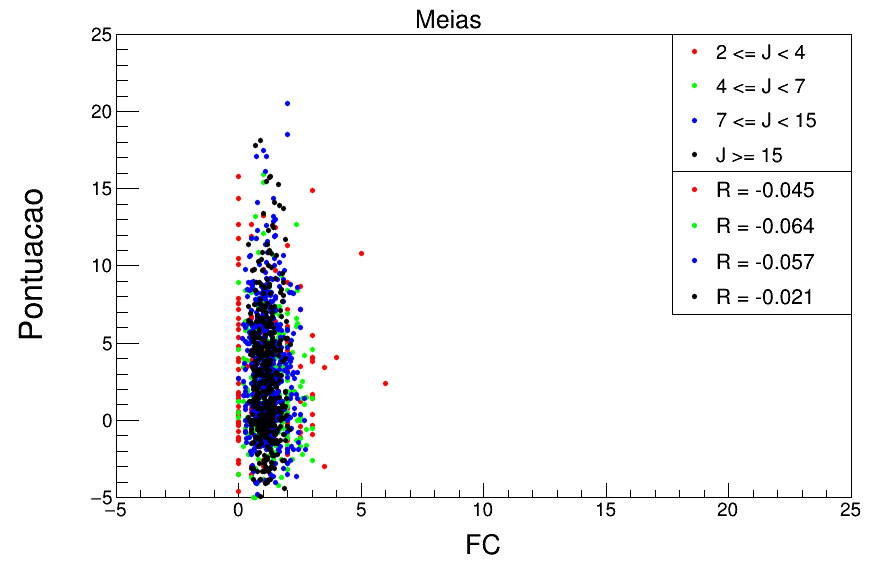 Meias
25
20
15
10
5
0
−5
Pontuacao
−5
0
5
10
15
20
25
FC
2 <= J < 4
4 <= J < 7
7 <= J < 15
J >= 15
R = -0.045
R = -0.064
R = -0.057
R = -0.021